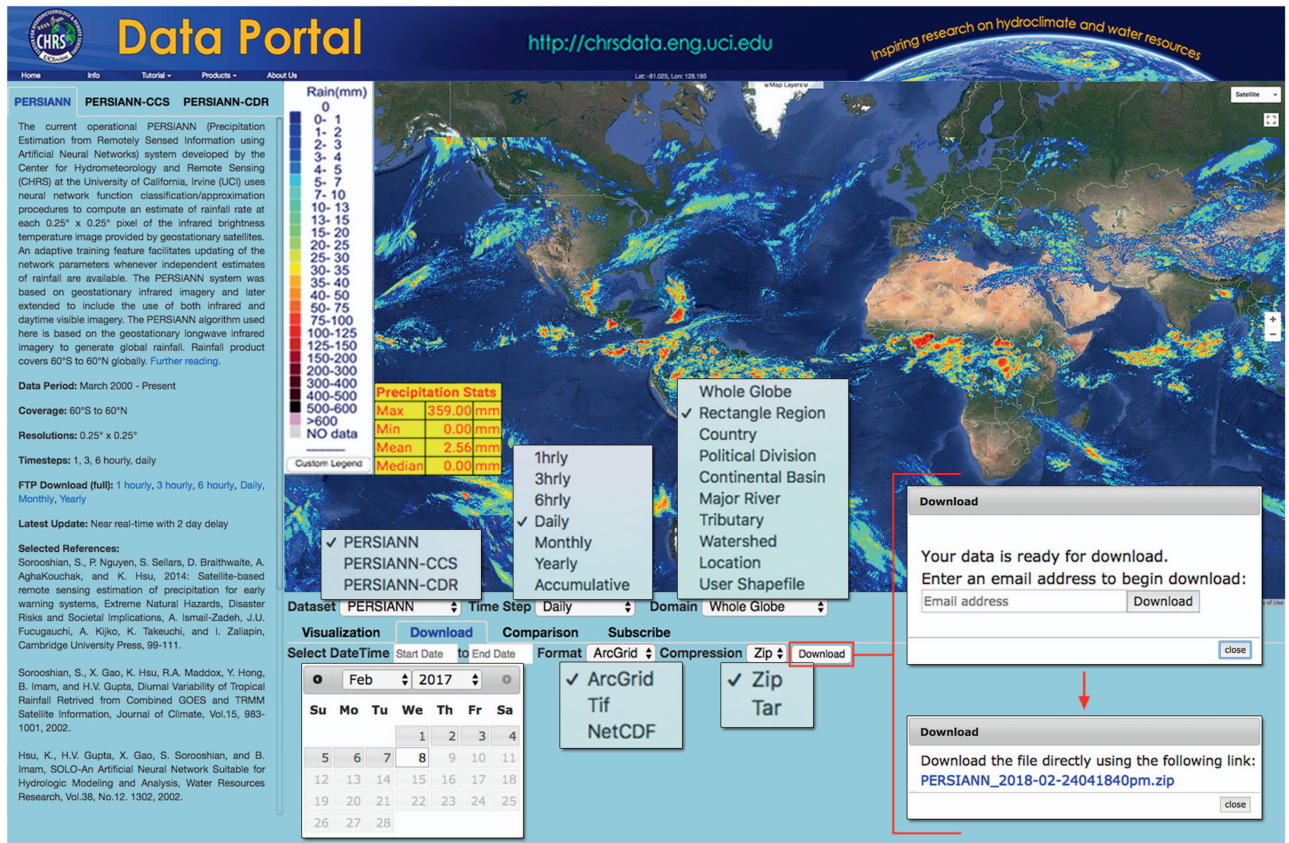 CHRS
UCIrvine
Data Portal
http://chrsdata.eng.uci.edu
Inspiring research on hydroclimate and water resources
Home Info Tutorial Products About Us
Lat: -81.025, Lon: 128.195
PERSIANN PERSIANN-CCS PERSIANN-CDR
The current operational PERSIANN (Precipitation
Estimation from Remotely Sensed Information using
Artificial Neural Networks) system developed by the
Center for Hydrometeorology and Remote Sensing
(CHRS) at the University of California, Irvine (UCI) uses
neural network function classification/approximation
procedures to compute an estimate of rainfall rate at
each 0.25° x 0.25° pixel of the infrared brightness
temperature image provided by geostationary satellites.
An adaptive training feature facilitates updating of the
network parameters whenever independent estimates
of rainfall are available. The PERSIANN system was
based on geostationary infrared imagery and later
extended to include the use of both infrared and
daytime visible imagery. The PERSIANN algorithm used
here is based on the geostationary longwave infrared
imagery to generate global rainfall. Rainfall product
covers 60°S to 60°N globally. Further reading.
Data Period: March 2000 - Present
Coverage: 60°S to 60°N
Resolutions: 0.25° x 0.25°
Timesteps: 1, 3, 6 hourly, daily
FTP Download (full): 1 hourly, 3 hourly, 6 hourly, Daily,
Monthly, Yearly
Latest Update: Near real-time with 2 day delay
Selected References:
Sorooshian, S., P. Nguyen, S. Sellars, D. Braithwaite, A.
AghaKouchak, and K. Hsu, 2014: Satellite-based
remote sensing estimation of precipitation for early
warning systems, Extreme Natural Hazards, Disaster
Risks and Societal Implications, A. Ismail-Zadeh, J.U.
Fucugauchi, A. Kijko, K. Takeuchi, and I. Zaliapin,
Cambridge University Press, 99-111.
Sorooshian, S., X. Gao, K. Hsu, R.A. Maddox, Y. Hong,
B. Imam, and H.V. Gupta, Diurnal Variability of Tropical
Rainfall Retrived from Combined GOES and TRMM
Satellite Information, Journal of Climate, Vol.15, 983-
1001, 2002.
Hsu, K., H.V. Gupta, X. Gao, S. Sorooshian, and B.
Imam, SOLO-An Artificial Neural Network Suitable for
Hydrologic Modeling and Analysis, Water Resources
Research, Vol.38, No.12. 1302, 2002.
Rain(mm)
0
0- 1
1- 2
2- 3
3- 4
4- 5
5- 7
7- 10
10- 13
13- 15
15- 20
20- 25
25- 30
30- 35
35- 40
40- 50
50- 75
75-100
100-125
125-150
150-200
200-300
300-400
400-500
500-600
>600
NO data
Custom Legend
Map Layers
Satellite
+
−
Precipitation Stats
Max 359.00 mm
Min 0.00 mm
Mean 2.56 mm
Median 0.00 mm
✓ PERSIANN
PERSIANN-CCS
PERSIANN-CDR
1hrly
3hrly
6hrly
✓ Daily
Monthly
Yearly
Accumulative
Whole Globe
✓ Rectangle Region
Country
Political Division
Continental Basin
Major River
Tributary
Watershed
Location
User Shapefile
of Use
Dataset PERSIANN Time Step Daily Domain Whole Globe
Visualization Download Comparison Subscribe
Select DateTime Start Date to End Date Format ArcGrid Compression Zip Download
Feb 2017
Su Mo Tu We Th Fr Sa
1 2 3 4
5 6 7 8 9 10 11
12 13 14 15 16 17 18
19 20 21 22 23 24 25
26 27 28
✓ ArcGrid
Tif
NetCDF
✓ Zip
Tar
Download
Your data is ready for download.
Enter an email address to begin download:
Email address Download
close
Download
Download the file directly using the following link:
PERSIANN_2018-02-24041840pm.zip
close